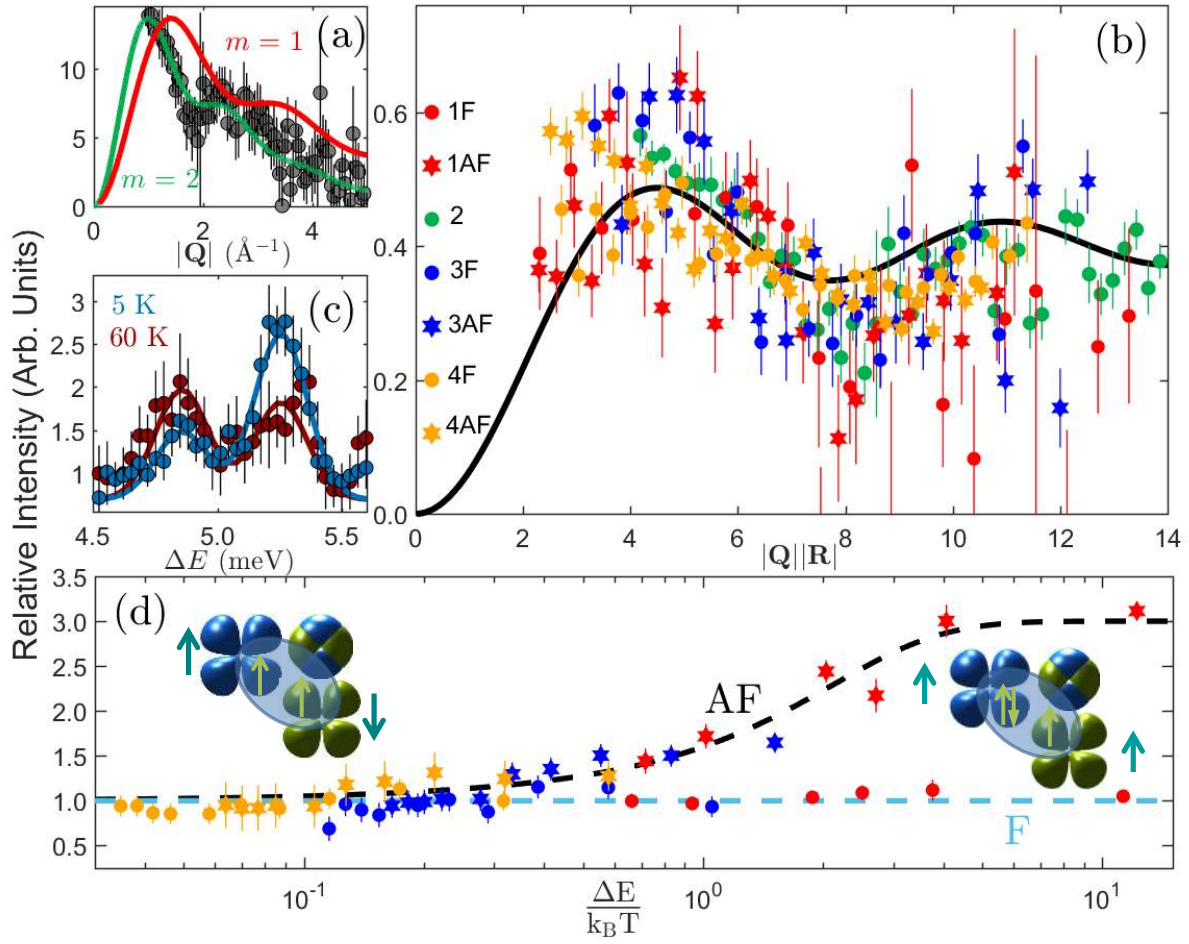 Relative Intensity (Arb. Units)
(a)
m = 1
m = 2
10
5
0
0
2
4
|Q| (Å⁻¹)
(b)
0.6
0.4
0.2
0.0
1F
1AF
2
3F
3AF
4F
4AF
0
2
4
6
8
10
12
14
|Q||R|
(c)
5 K
60 K
3
2.5
2
1.5
1
4.5
5.0
5.5
ΔE (meV)
(d)
3.5
3.0
2.5
2.0
1.5
1.0
0.5
AF
F
10⁻¹
10⁰
10¹
ΔE
k_BT